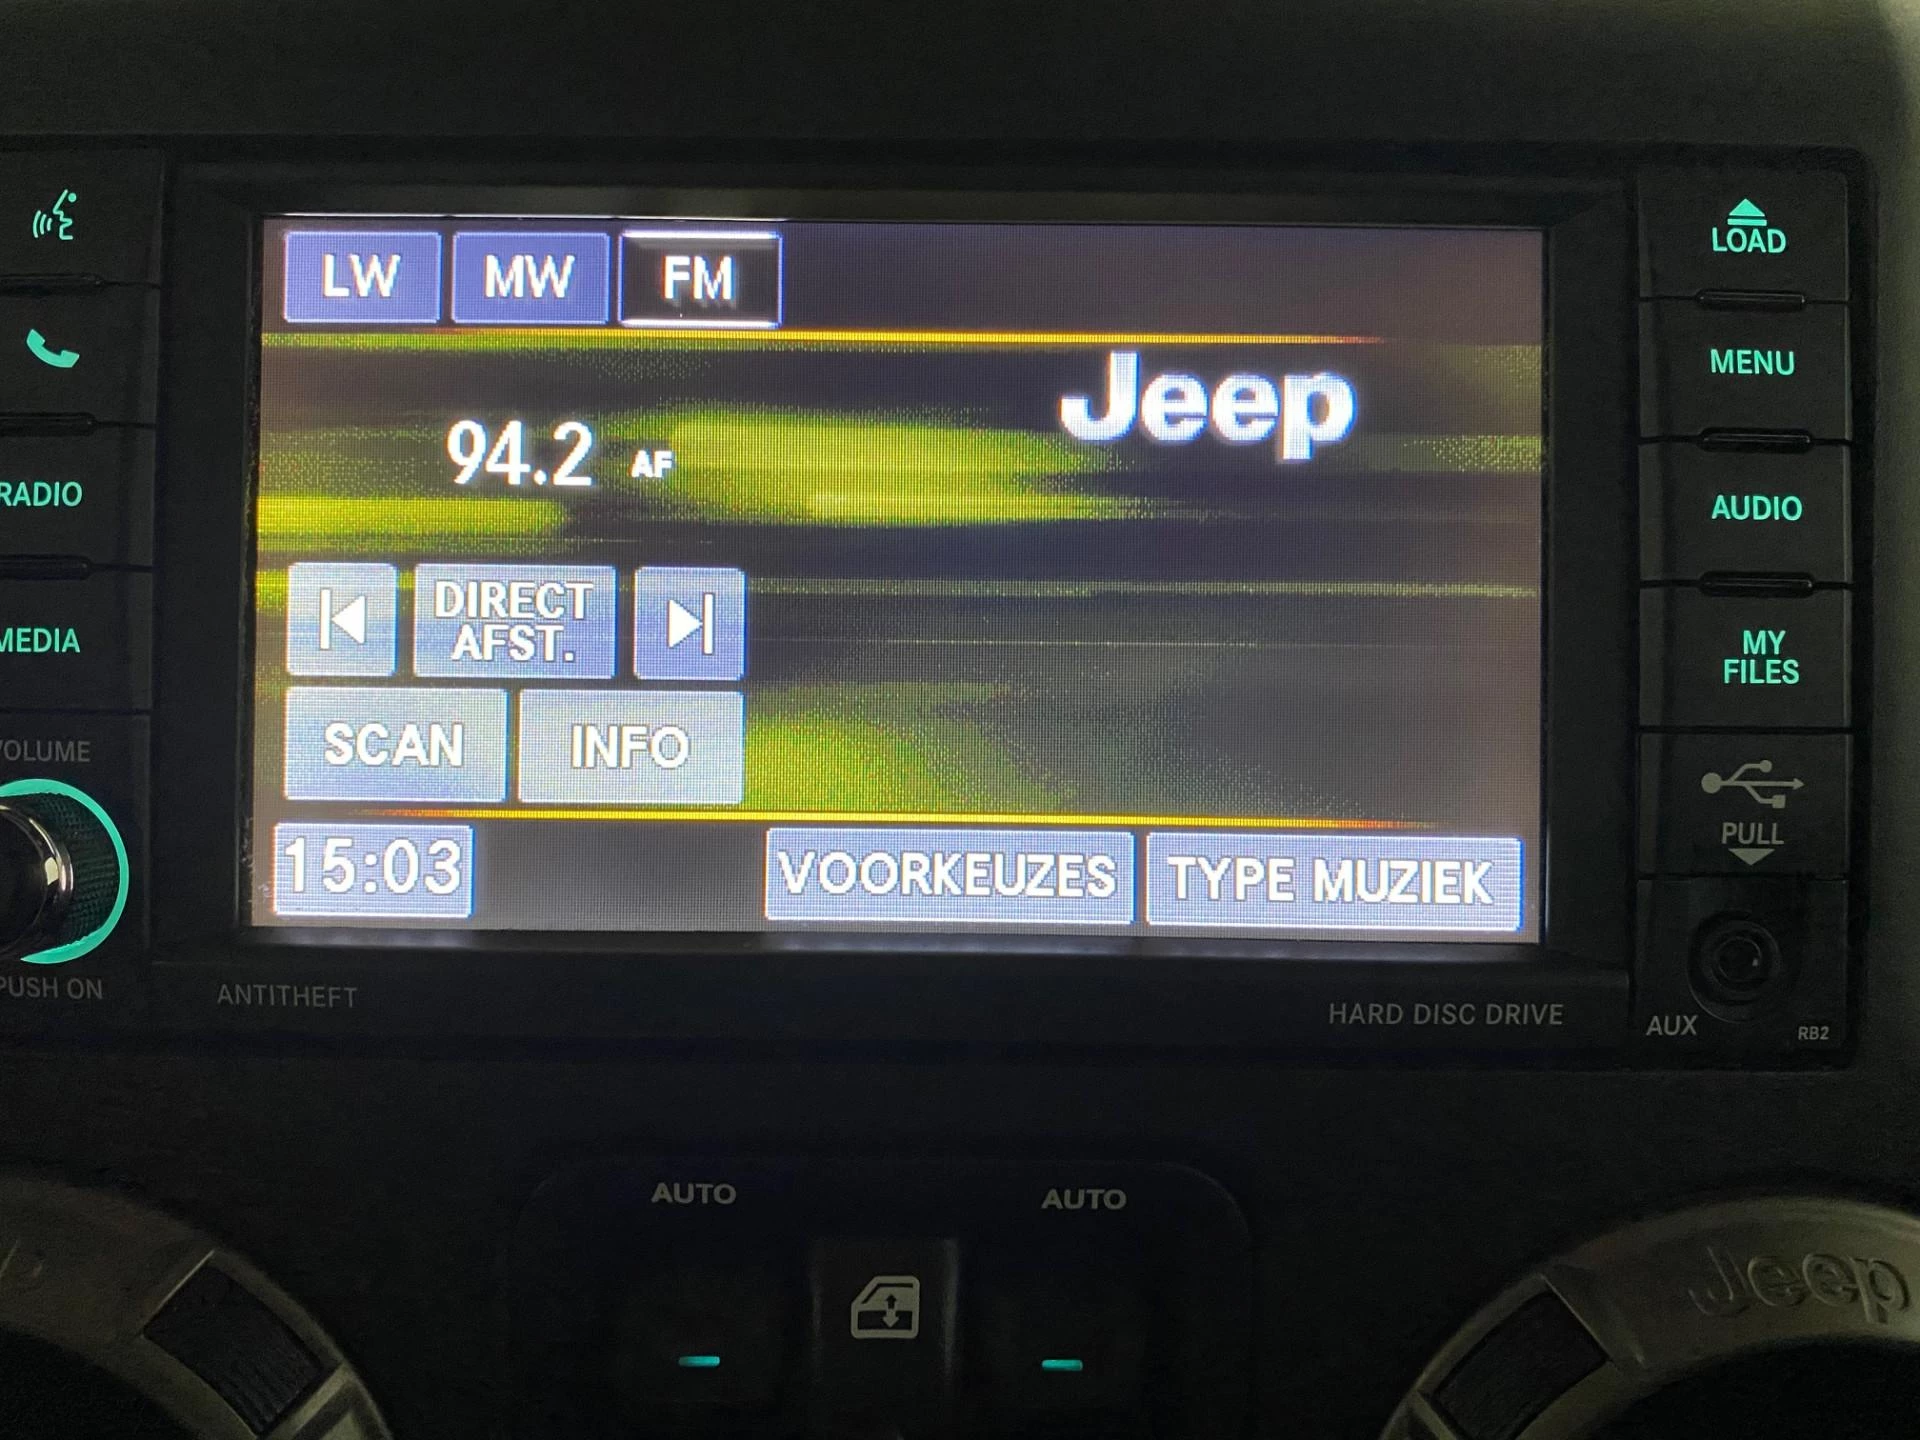 LW MW FM
LOAD
Jeep
MENU
94.2 AF
RADIO
AUDIO
DIRECT
AFST.
MEDIA
MY
FILES
SCAN INFO
VOLUME
PULL
15:03 VOORKEUZES TYPE MUZIEK
PUSH ON
ANTITHEFT
HARD DISC DRIVE
AUX
RB2
AUTO AUTO
Jeep